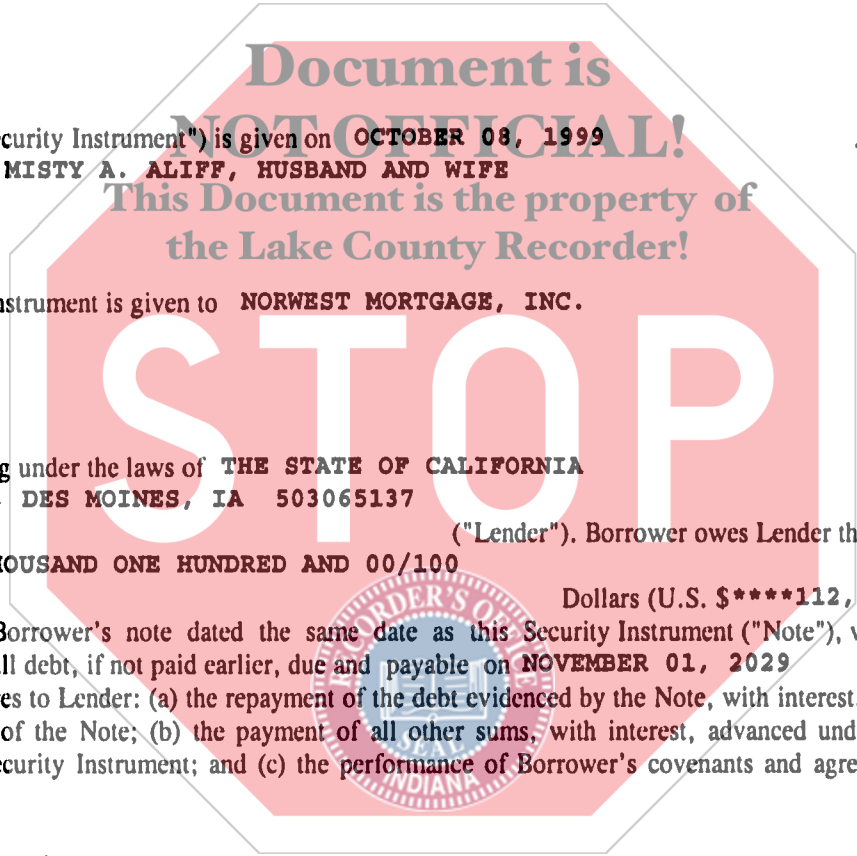 Document is
NOT OFFICIAL!
curity Instrument") is given on OCTOBER 08, 1999
MISTY A. ALIFF, HUSBAND AND WIFE
This Document is the property of
the Lake County Recorder!
nstrument is given to NORWEST MORTGAGE, INC.
STOP
g under the laws of THE STATE OF CALIFORNIA
DES MOINES, IA 503065137
("Lender"). Borrower owes Lender th
HOUSAND ONE HUNDRED AND 00/100
Dollars (U.S. $****112,
Borrower's note dated the same date as this Security Instrument ("Note"), w
ll debt, if not paid earlier, due and payable on NOVEMBER 01, 2029
es to Lender: (a) the repayment of the debt evidenced by the Note, with interest,
of the Note; (b) the payment of all other sums, with interest, advanced und
ecurity Instrument; and (c) the performance of Borrower's covenants and agre
RECORDER'S OFFICE
SEAL
INDIANA